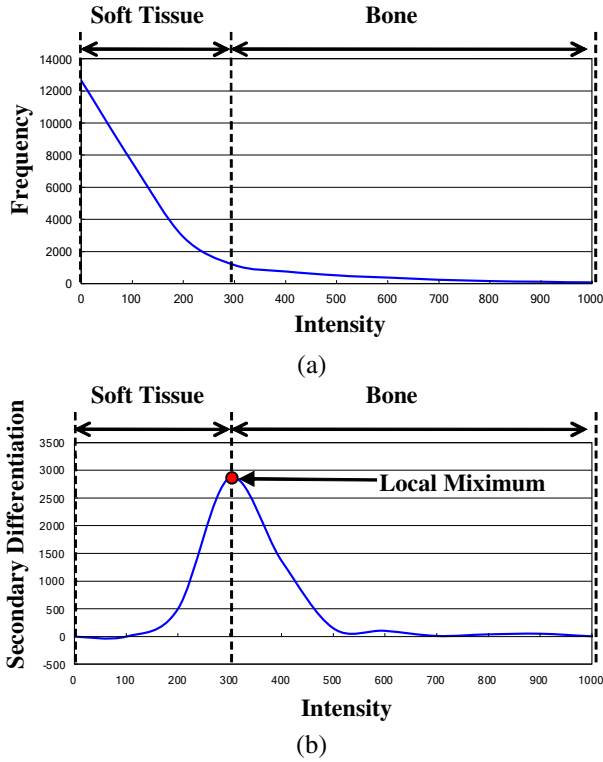 Soft Tissue Bone
14000
12000
10000
8000
6000
4000
2000
0
0 100 200 300 400 500 600 700 800 900 1000
Frequency
Intensity
(a)
Soft Tissue Bone
3500
3000
2500
2000
1500
1000
500
0
-500
0 100 200 300 400 500 600 700 800 900 1000
Secondary Differentiation
Local Miximum
Intensity
(b)